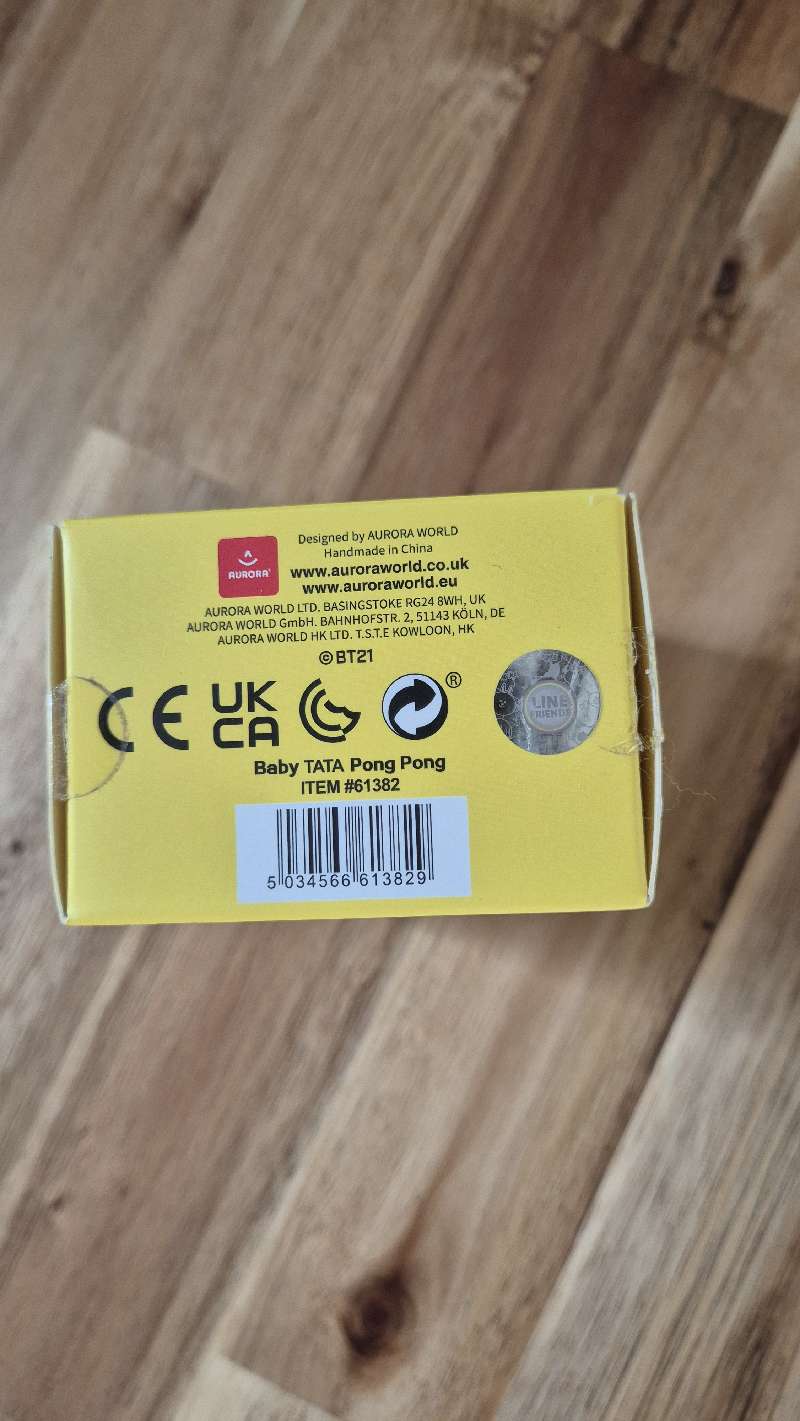 AURORA®
Designed by AURORA WORLD
Handmade in China
www.auroraworld.co.uk
www.auroraworld.eu
AURORA WORLD LTD. BASINGSTOKE RG24 8WH, UK
AURORA WORLD GmbH. BAHNHOFSTR. 2, 51143 KÖLN, DE
AURORA WORLD HK LTD. T.S.T.E KOWLOON, HK
©BT21
CE UK CA ®
LINE FRIENDS
Baby TATA Pong Pong
ITEM #61382
5 034566 613829